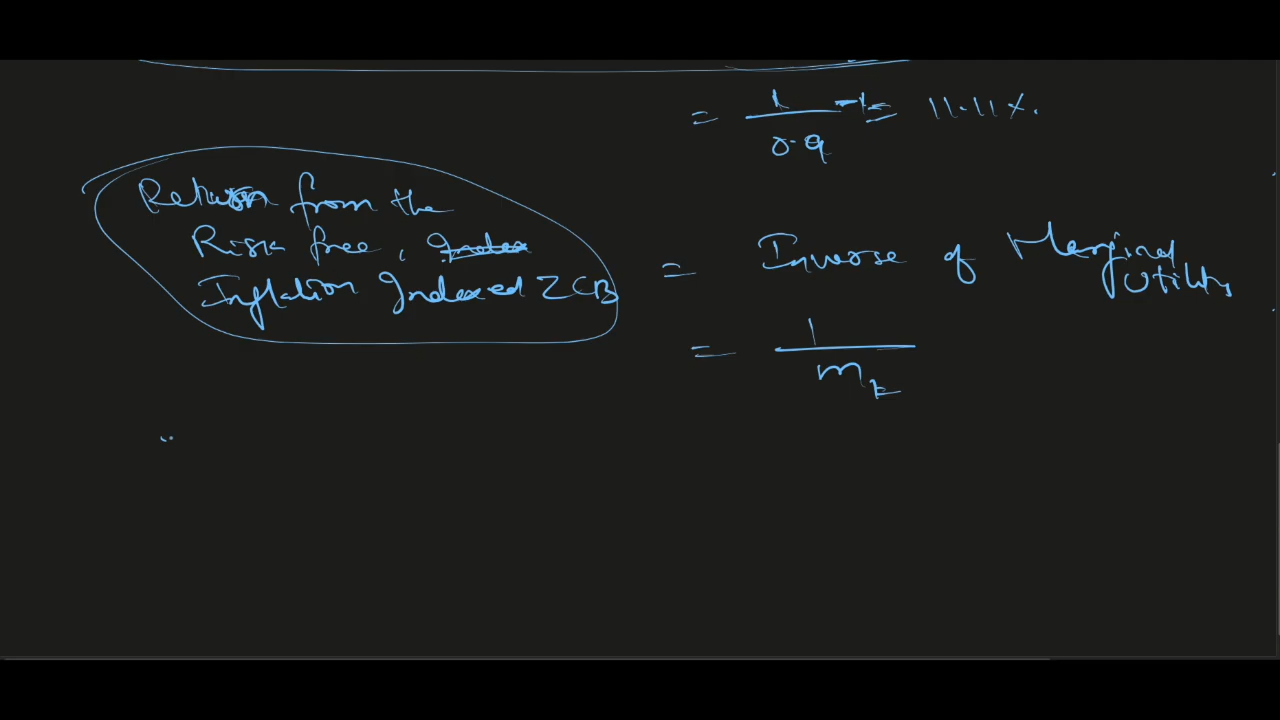 = 1 / 0.9 - 1 = 11.11%.
Return from the
Risk free,
Inflation Indexed ZCB
= Inverse of Marginal
Utility
= 1 / m_t